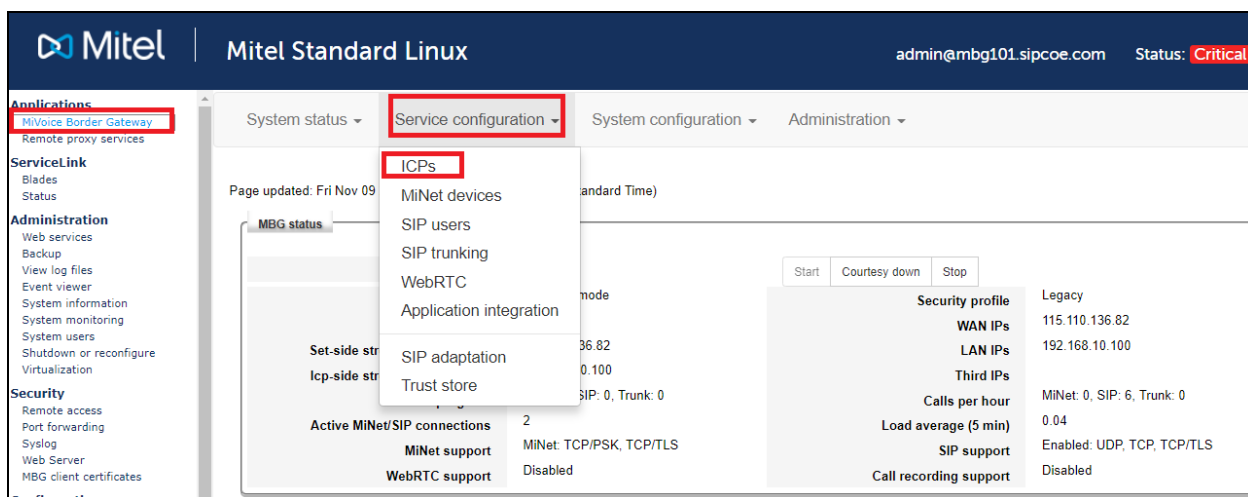 Mitel
Mitel Standard Linux
admin@mbg101.sipcoe.com
Status: Critical
Applications
MiVoice Border Gateway
Remote proxy services
ServiceLink
Blades
Status
Administration
Web services
Backup
View log files
Event viewer
System information
System monitoring
System users
Shutdown or reconfigure
Virtualization
Security
Remote access
Port forwarding
Syslog
Web Server
MBG client certificates
System status
Service configuration
System configuration
Administration
ICPs
MiNet devices
SIP users
SIP trunking
WebRTC
Application integration
SIP adaptation
Trust store
Page updated: Fri Nov 09
andard Time)
MBG status
Start Courtesy down Stop
mode
Security profile Legacy
WAN IPs 115.110.136.82
Set-side str 36.82
LAN IPs 192.168.10.100
Icp-side str 0.100
Third IPs
SIP: 0, Trunk: 0
Calls per hour MiNet: 0, SIP: 6, Trunk: 0
Active MiNet/SIP connections 2
Load average (5 min) 0.04
MiNet support MiNet: TCP/PSK, TCP/TLS
SIP support Enabled: UDP, TCP, TCP/TLS
WebRTC support Disabled
Call recording support Disabled